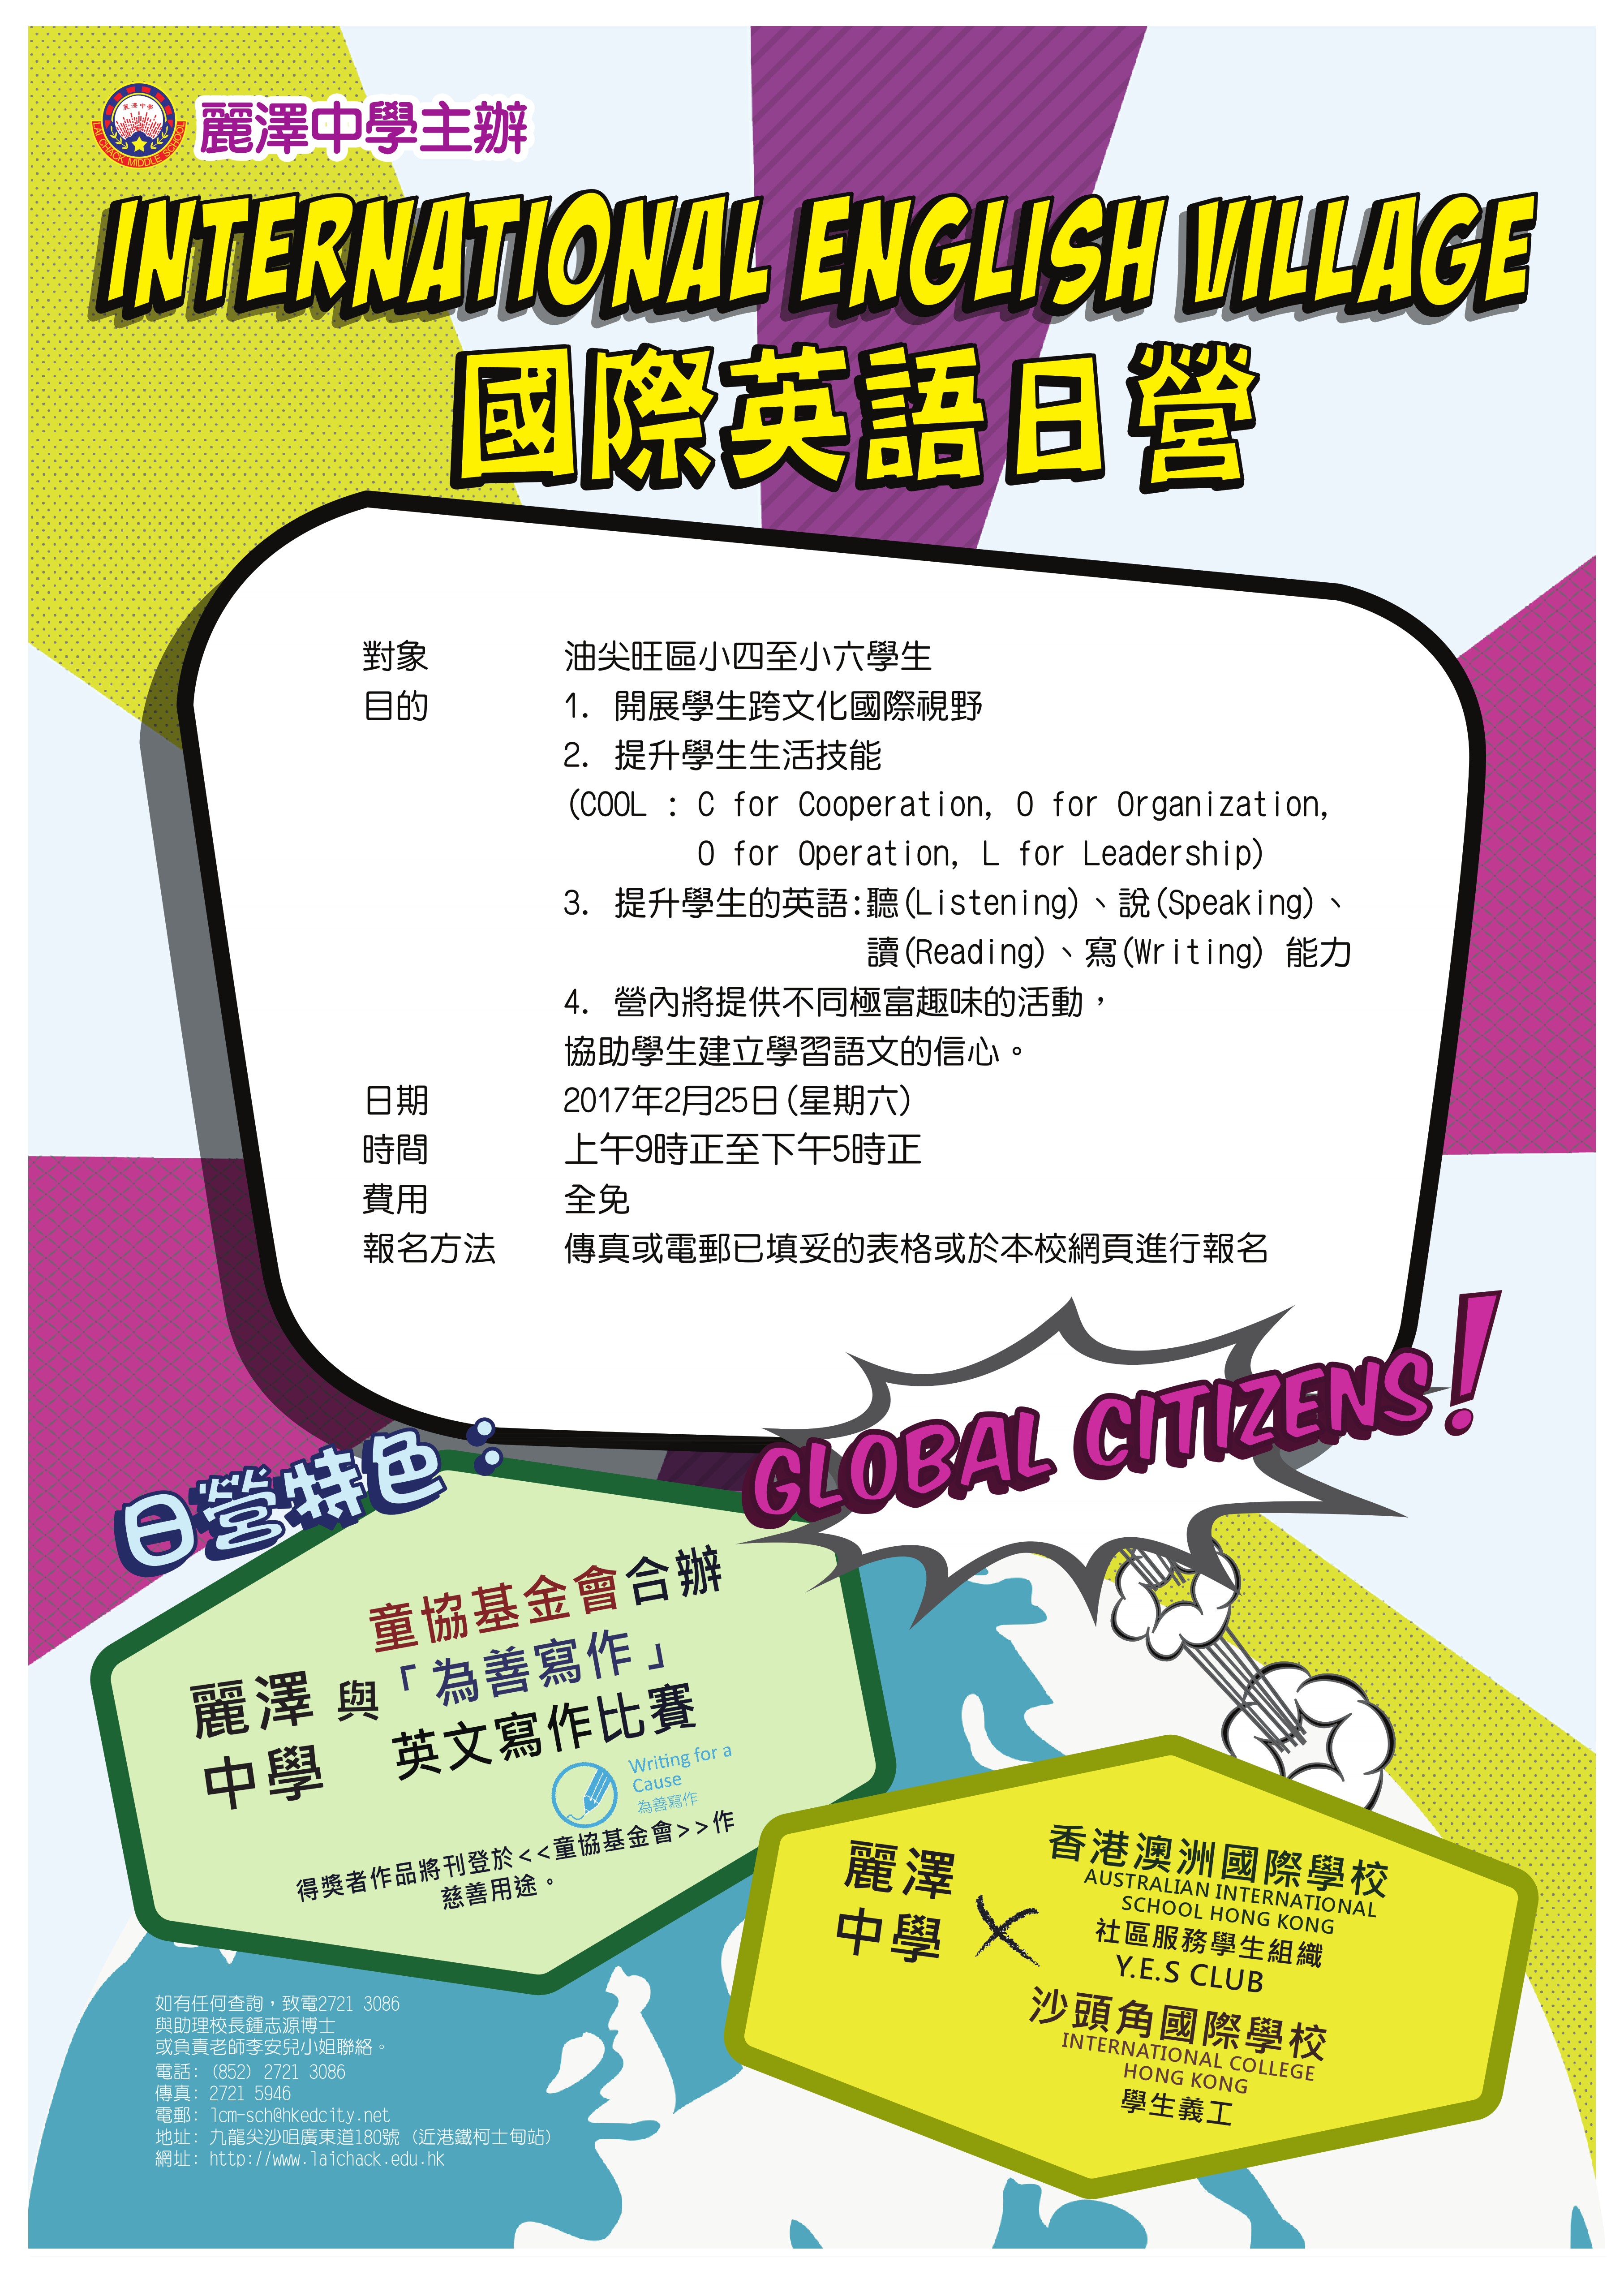 麗澤中學
LAI CHACK MIDDLE SCHOOL
麗澤中學主辦
INTERNATIONAL ENGLISH VILLAGE
國際英語日營
對象 油尖旺區小四至小六學生
目的 1. 開展學生跨文化國際視野
2. 提升學生生活技能
(COOL : C for Cooperation, O for Organization,
O for Operation, L for Leadership)
3. 提升學生的英語:聽(Listening)、說(Speaking)、
讀(Reading)、寫(Writing) 能力
4. 營內將提供不同極富趣味的活動，
協助學生建立學習語文的信心。
日期 2017年2月25日(星期六)
時間 上午9時正至下午5時正
費用 全免
報名方法 傳真或電郵已填妥的表格或於本校網頁進行報名
GLOBAL CITIZENS!
日營特色：
麗澤
中學
與
童協基金會合辦
「為善寫作」
英文寫作比賽
Writing for a
Cause
為善寫作
得獎者作品將刊登於<<童協基金會>>作
慈善用途。
麗澤
中學
X
香港澳洲國際學校
AUSTRALIAN INTERNATIONAL
SCHOOL HONG KONG
社區服務學生組織
Y.E.S CLUB
沙頭角國際學校
INTERNATIONAL COLLEGE
HONG KONG
學生義工
如有任何查詢，致電2721 3086
與助理校長鍾志源博士
或負責老師李安兒小姐聯絡。
電話: (852) 2721 3086
傳真: 2721 5946
電郵: lcm-sch@hkedcity.net
地址: 九龍尖沙咀廣東道180號 (近港鐵柯士甸站)
網址: http://www.laichack.edu.hk